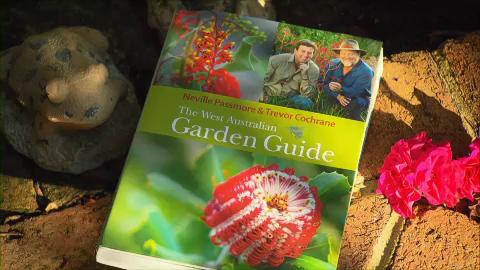 Neville Passmore & Trevor Cochrane
The West Australian
Garden Guide